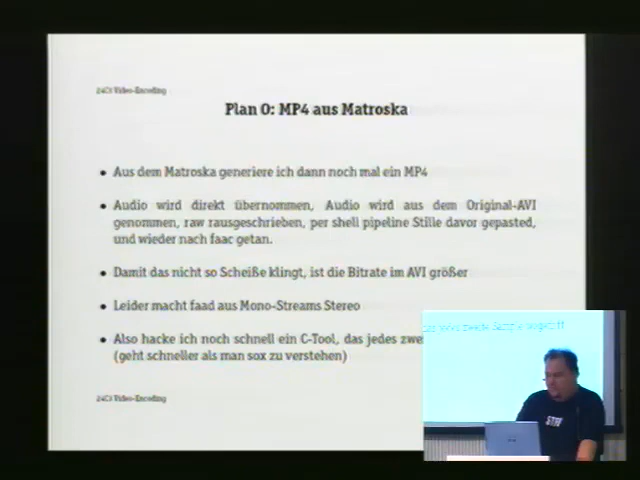 24C3 Video-Encoding
Plan O: MP4 aus Matroska
• Aus dem Matroska generiere ich dann noch mal ein MP4
• Audio wird direkt übernommen, Audio wird aus dem Original-AVI
genommen, raw rausgeschrieben, per shell pipeline Stille davor gepasted,
und wieder nach faac getan.
• Damit das nicht so Scheiße klingt, ist die Bitrate im AVI größer
• Leider macht faad aus Mono-Streams Stereo
• Also hacke ich noch schnell ein C-Tool, das jedes
(geht schneller als man sox zu verstehen)
24C3 Video-Encoding
jedes zweite Sample wegwirft